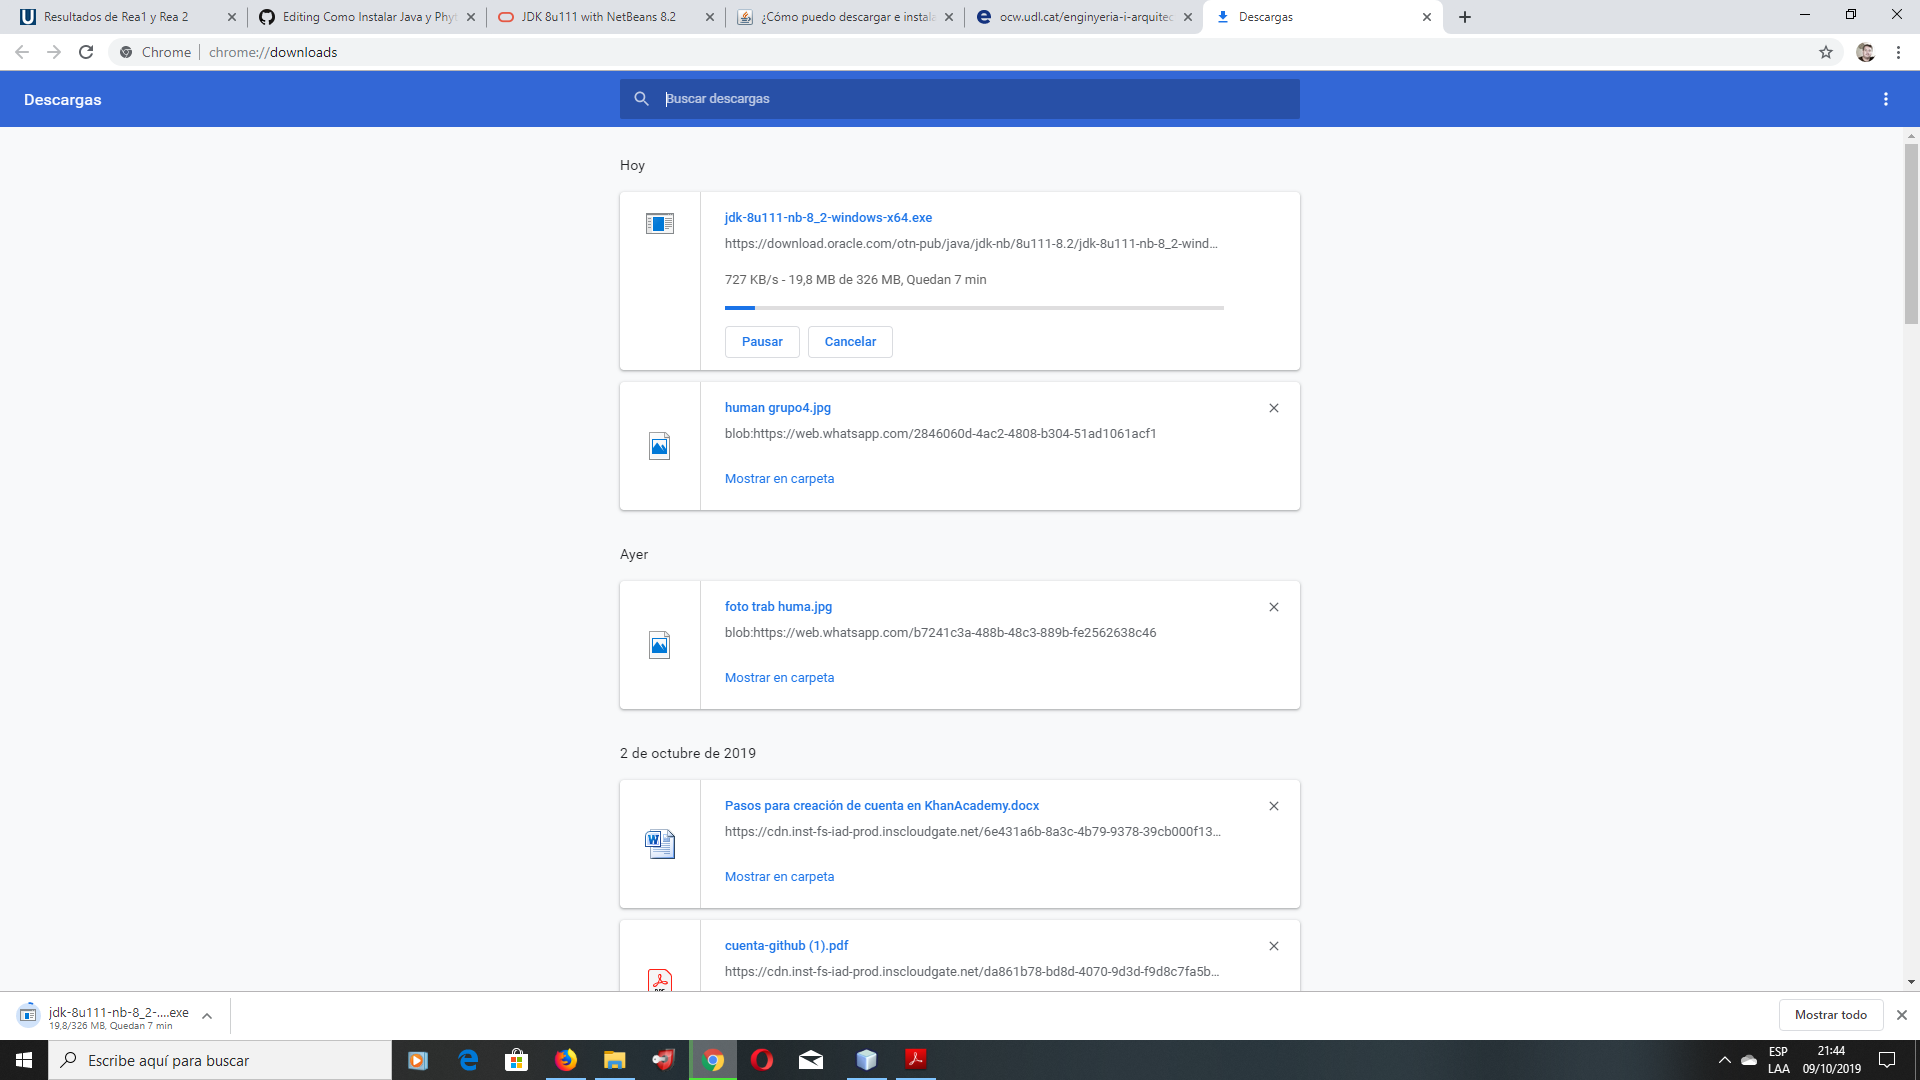 Resultados de Rea1 y Rea 2
Editing Como Instalar Java y Phyt
JDK 8u111 with NetBeans 8.2
¿Cómo puedo descargar e instala
ocw.udl.cat/enginyeria-i-arquitec
Descargas
Chrome
chrome://downloads
Descargas
Buscar descargas
Hoy
jdk-8u111-nb-8_2-windows-x64.exe
https://download.oracle.com/otn-pub/java/jdk-nb/8u111-8.2/jdk-8u111-nb-8_2-wind...
727 KB/s - 19,8 MB de 326 MB, Quedan 7 min
Pausar
Cancelar
human grupo4.jpg
blob:https://web.whatsapp.com/2846060d-4ac2-4808-b304-51ad1061acf1
Mostrar en carpeta
Ayer
foto trab huma.jpg
blob:https://web.whatsapp.com/b7241c3a-488b-48c3-889b-fe2562638c46
Mostrar en carpeta
2 de octubre de 2019
Pasos para creación de cuenta en KhanAcademy.docx
https://cdn.inst-fs-iad-prod.inscloudgate.net/6e431a6b-8a3c-4b79-9378-39cb000f13...
Mostrar en carpeta
cuenta-github (1).pdf
https://cdn.inst-fs-iad-prod.inscloudgate.net/da861b78-bd8d-4070-9d3d-f9d8c7fa5b...
jdk-8u111-nb-8_2-....exe
19,8/326 MB, Quedan 7 min
Mostrar todo
Escribe aquí para buscar
ESP
LAA
21:44
09/10/2019